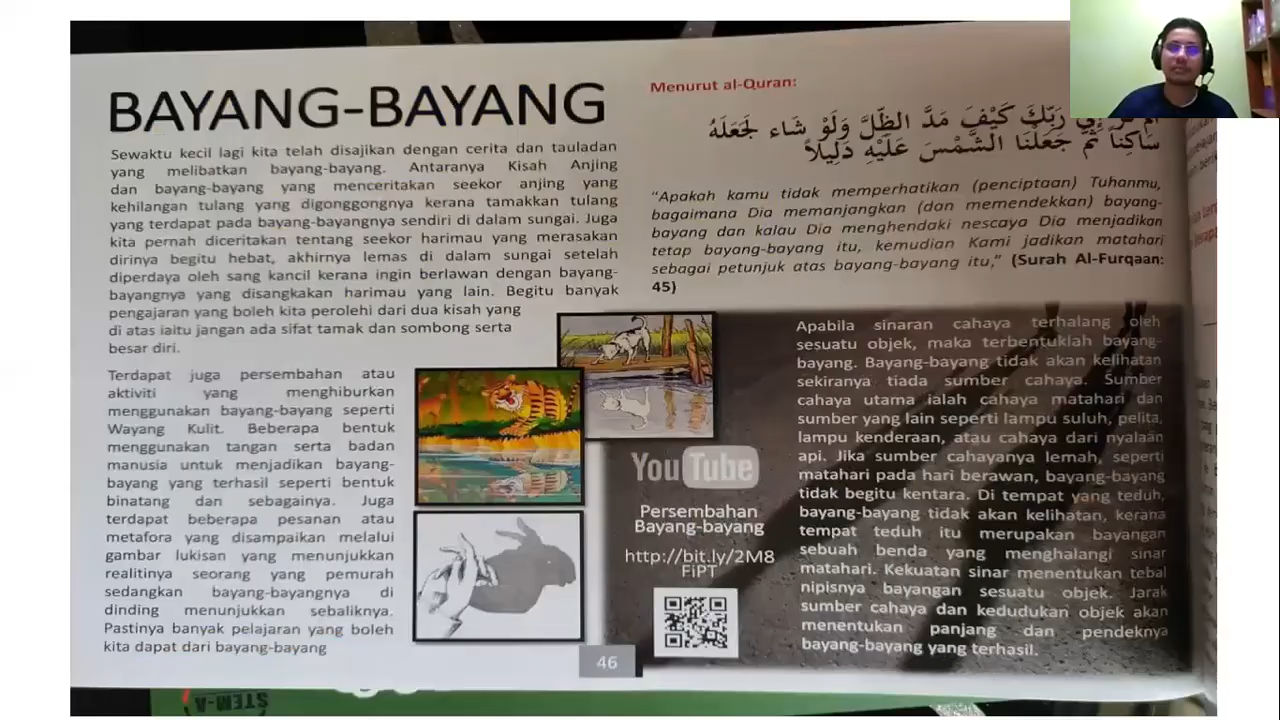 BAYANG-BAYANG
Sewaktu kecil lagi kita telah disajikan dengan cerita dan tauladan
yang melibatkan bayang-bayang. Antaranya Kisah Anjing
dan bayang-bayang yang menceritakan seekor anjing yang
kehilangan tulang yang digonggongnya kerana tamakkan tulang
yang terdapat pada bayang-bayangnya sendiri di dalam sungai. Juga
kita pernah diceritakan tentang seekor harimau yang merasakan
dirinya begitu hebat, akhirnya lemas di dalam sungai setelah
diperdaya oleh sang kancil kerana ingin berlawan dengan bayang-
bayangnya yang disangkakan harimau yang lain. Begitu banyak
pengajaran yang boleh kita perolehi dari dua kisah yang
di atas iaitu jangan ada sifat tamak dan sombong serta
besar diri.
Terdapat juga persembahan atau
aktiviti yang menghiburkan
menggunakan bayang-bayang seperti
Wayang Kulit. Beberapa bentuk
menggunakan tangan serta badan
manusia untuk menjadikan bayang-
bayang yang terhasil seperti bentuk
binatang dan sebagainya. Juga
terdapat beberapa pesanan atau
metafora yang disampaikan melalui
gambar lukisan yang menunjukkan
realitinya seorang yang pemurah
sedangkan bayang-bayangnya di
dinding menunjukkan sebaliknya.
Pastinya banyak pelajaran yang boleh
kita dapat dari bayang-bayang
Menurut al-Quran:
رَبِّكَ كَيْفَ مَدَّ الظِّلَّ وَلَوْ شَاء لَجَعَلَهُ
سَاكِنًا ثُمَّ جَعَلْنَا الشَّمْسَ عَلَيْهِ دَلِيلًا
"Apakah kamu tidak memperhatikan (penciptaan) Tuhanmu,
bagaimana Dia memanjangkan (dan memendekkan) bayang-
bayang dan kalau Dia menghendaki nescaya Dia menjadikan
tetap bayang-bayang itu, kemudian Kami jadikan matahari
sebagai petunjuk atas bayang-bayang itu," (Surah Al-Furqaan:
45)
YouTube
Persembahan
Bayang-bayang
http://bit.ly/2M8
FiPT
Apabila sinaran cahaya terhalang oleh
sesuatu objek, maka terbentuklah bayang-
bayang. Bayang-bayang tidak akan kelihatan
sekiranya tiada sumber cahaya. Sumber
cahaya utama ialah cahaya matahari dan
sumber yang lain seperti lampu suluh, pelita,
lampu kenderaan, atau cahaya dari nyalaan
api. Jika sumber cahayanya lemah, seperti
matahari pada hari berawan, bayang-bayang
tidak begitu kentara. Di tempat yang teduh,
bayang-bayang tidak akan kelihatan, kerana
tempat teduh itu merupakan bayangan
sebuah benda yang menghalangi sinar
matahari. Kekuatan sinar menentukan tebal
nipisnya bayangan sesuatu objek. Jarak
sumber cahaya dan kedudukan objek akan
menentukan panjang dan pendeknya
bayang-bayang yang terhasil.
46
STEM-A